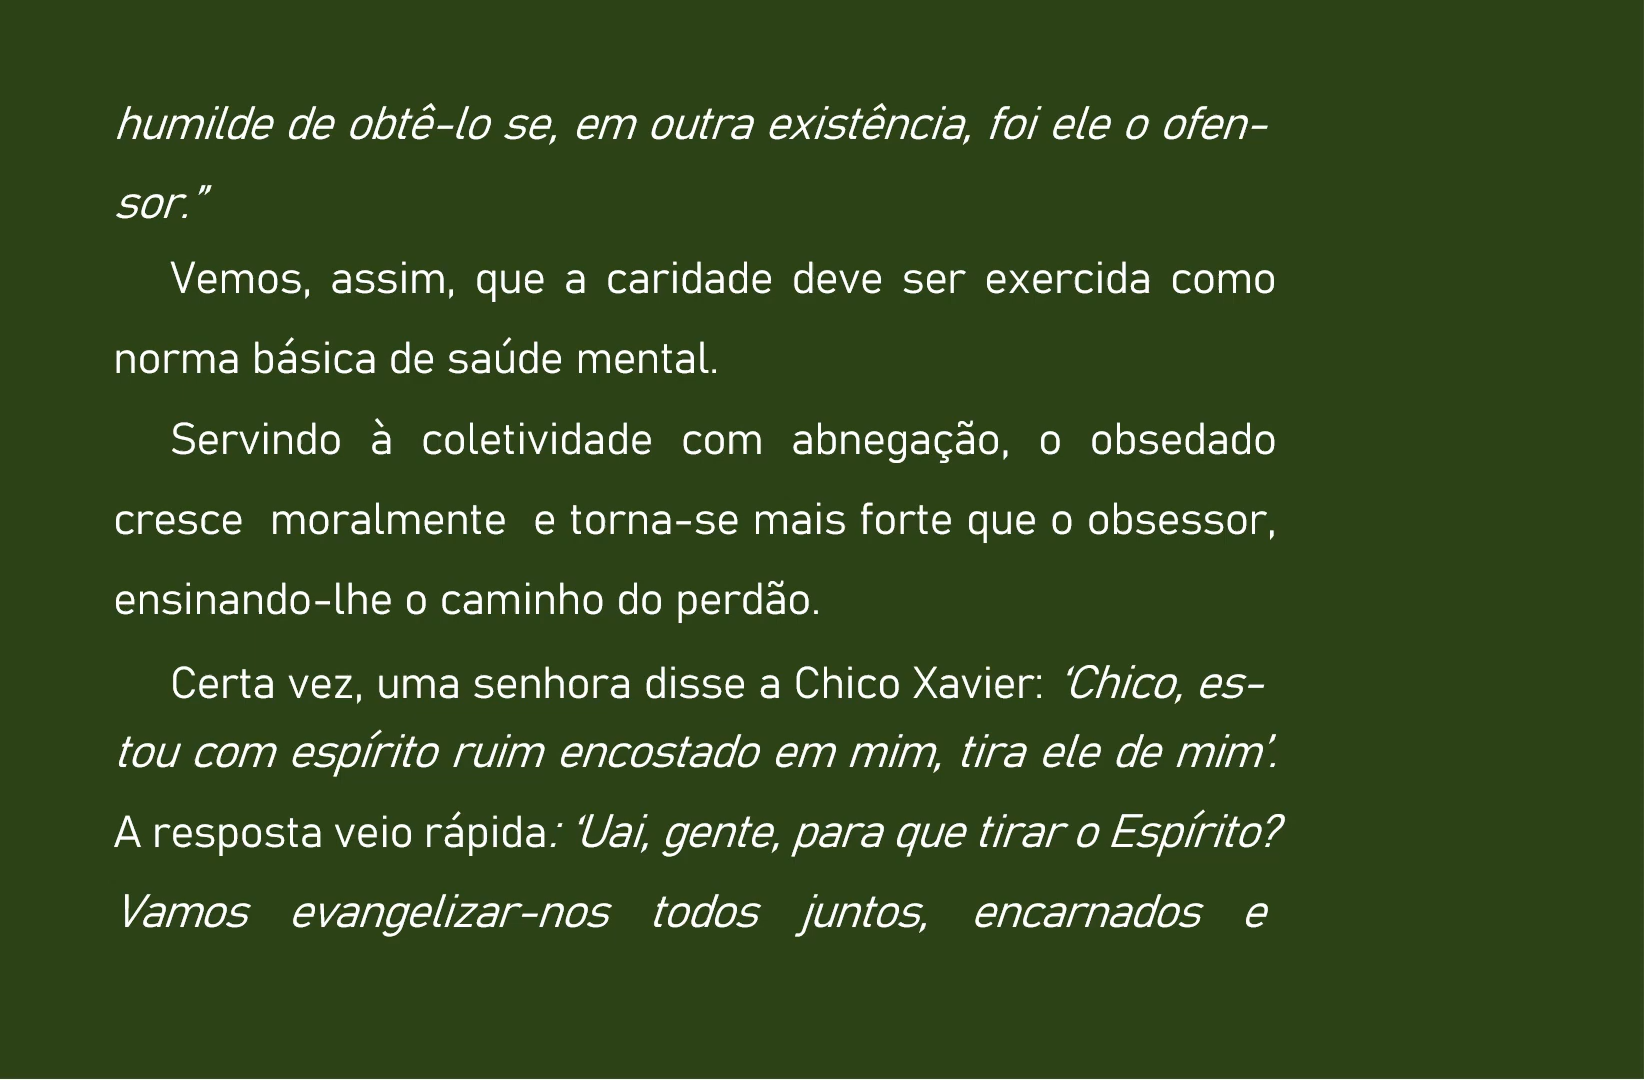 humilde de obtê-lo se, em outra existência, foi ele o ofen-
sor.”
Vemos, assim, que a caridade deve ser exercida como
norma básica de saúde mental.
Servindo à coletividade com abnegação, o obsedado
cresce moralmente e torna-se mais forte que o obsessor,
ensinando-lhe o caminho do perdão.
Certa vez, uma senhora disse a Chico Xavier: ‘Chico, es-
tou com espírito ruim encostado em mim, tira ele de mim’.
A resposta veio rápida: ‘Uai, gente, para que tirar o Espírito?
Vamos evangelizar-nos todos juntos, encarnados e